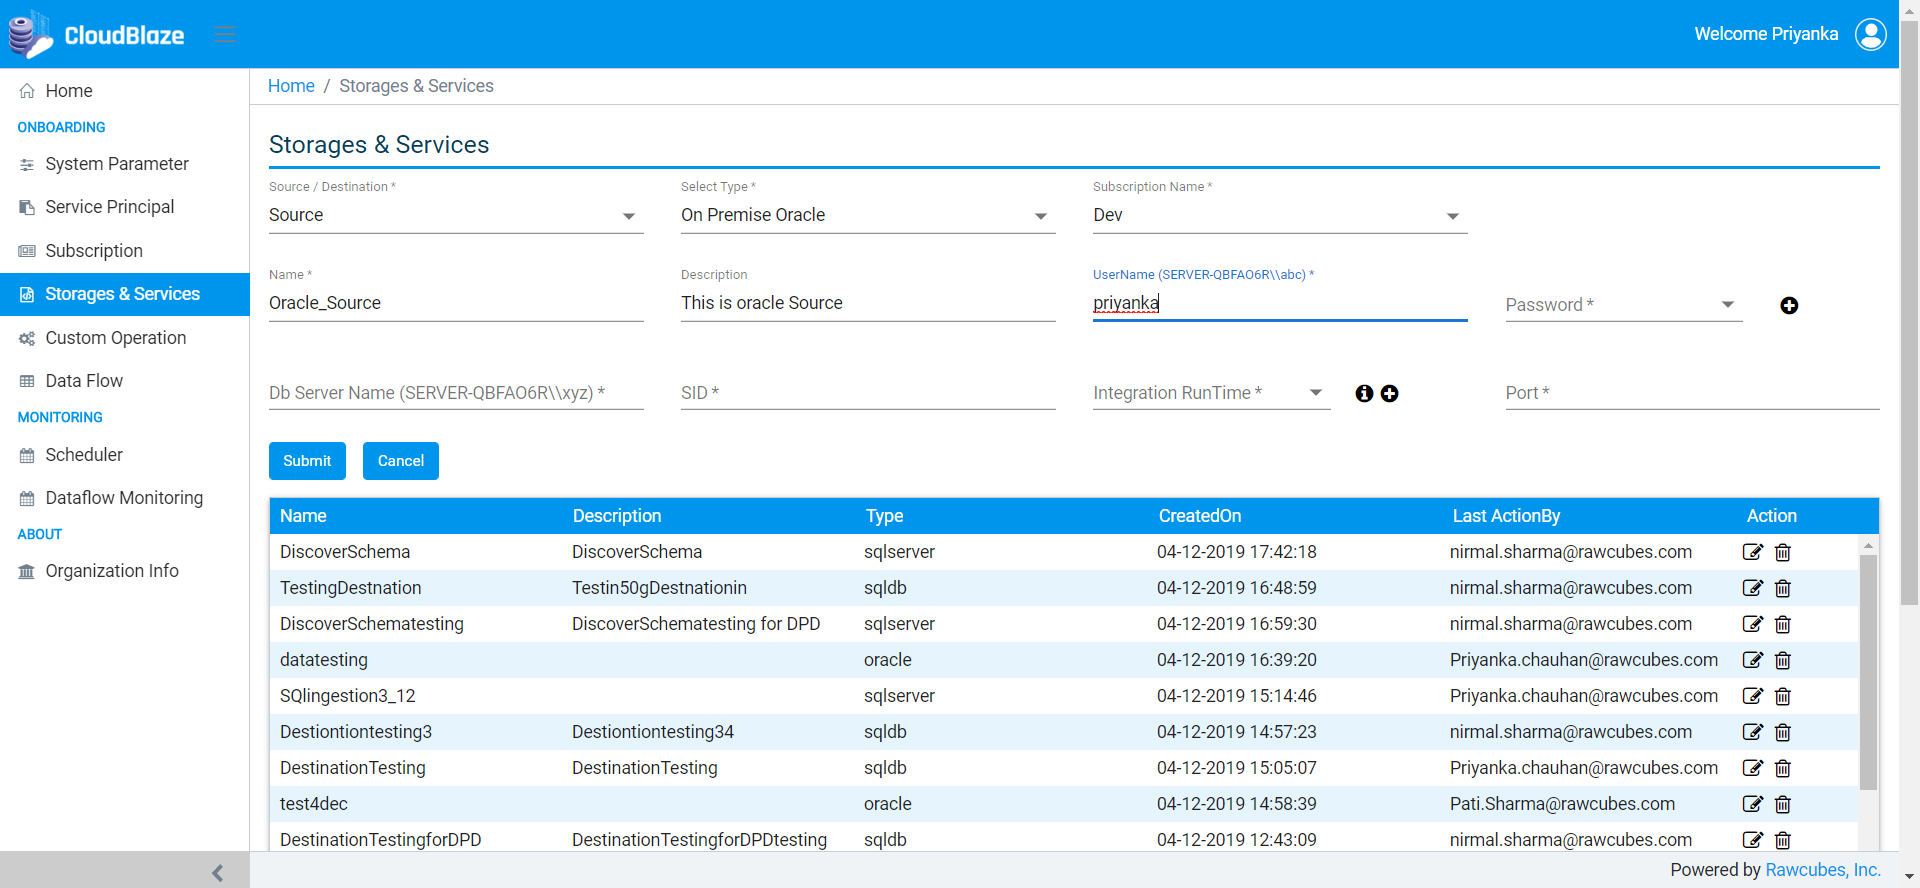 CloudBlaze
Welcome Priyanka
Home
ONBOARDING
System Parameter
Service Principal
Subscription
Storages & Services
Custom Operation
Data Flow
MONITORING
Scheduler
Dataflow Monitoring
ABOUT
Organization Info
Home / Storages & Services
Storages & Services
Source / Destination * Select Type * Subscription Name *
Source On Premise Oracle Dev
Name * Description UserName (SERVER-QBFAO6R\\abc) *
Oracle_Source This is oracle Source priyanka Password *
Db Server Name (SERVER-QBFAO6R\\xyz) * SID * Integration RunTime * Port *
Submit Cancel
Name Description Type CreatedOn Last ActionBy Action
DiscoverSchema DiscoverSchema sqlserver 04-12-2019 17:42:18 nirmal.sharma@rawcubes.com
TestingDestnation Testin50gDestnationin sqldb 04-12-2019 16:48:59 nirmal.sharma@rawcubes.com
DiscoverSchematesting DiscoverSchematesting for DPD sqlserver 04-12-2019 16:59:30 nirmal.sharma@rawcubes.com
datatesting oracle 04-12-2019 16:39:20 Priyanka.chauhan@rawcubes.com
SQlingestion3_12 sqlserver 04-12-2019 15:14:46 Priyanka.chauhan@rawcubes.com
Destiontiontesting3 Destiontiontesting34 sqldb 04-12-2019 14:57:23 nirmal.sharma@rawcubes.com
DestinationTesting DestinationTesting sqldb 04-12-2019 15:05:07 Priyanka.chauhan@rawcubes.com
test4dec oracle 04-12-2019 14:58:39 Pati.Sharma@rawcubes.com
DestinationTestingforDPD DestinationTestingforDPDtesting sqldb 04-12-2019 12:43:09 nirmal.sharma@rawcubes.com
Powered by Rawcubes, Inc.